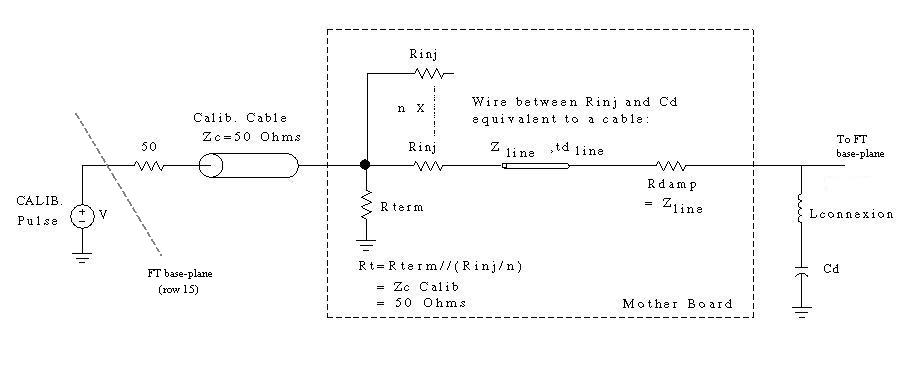 Rinj
n X
Wire between Rinj and Cd
equivalent to a cable:
Calib. Cable
Zc=50 Ohms
50
Rinj
Z line ,td line
To FT
base-plane
CALIB.
Pulse
+
-
V
Rterm
Rdamp
= Zline
Lconnexion
FT base-plane
(row 15)
Rt=Rterm//(Rinj/n)
= Zc Calib
= 50 Ohms
Cd
Mother Board